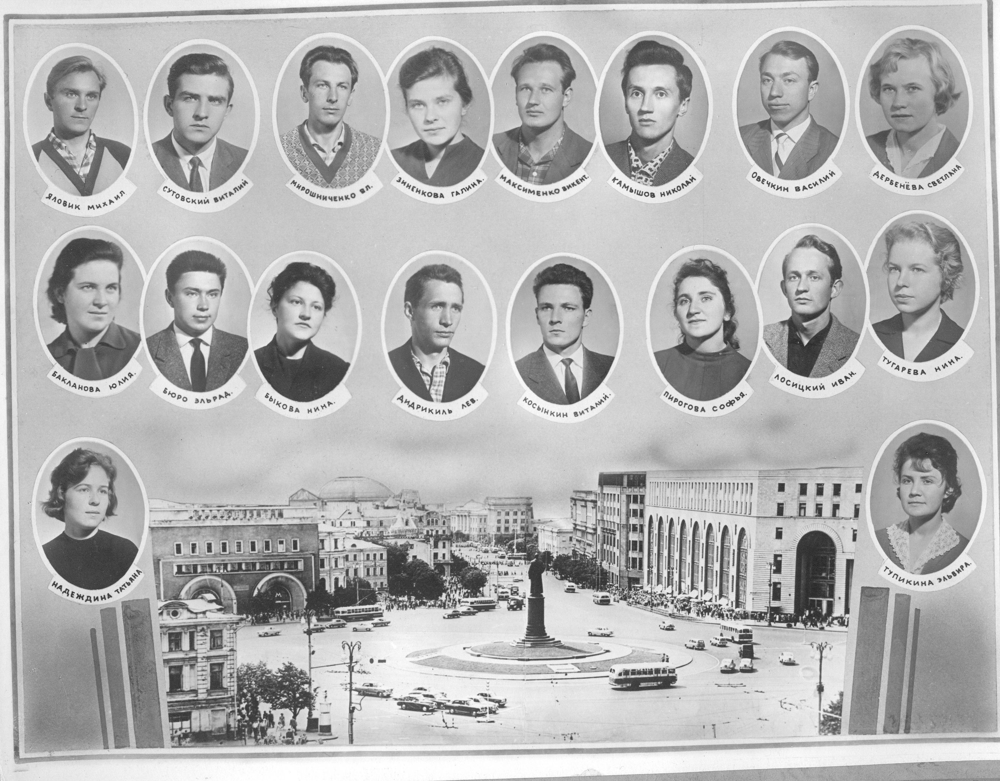 ЯЛОВИК МИХАИЛ
СУТОВСКИЙ ВИТАЛИЙ
МИРОШНИЧЕНКО ВЛ.
ЗИНЕНКОВА ГАЛИНА.
МАКСИМЕНКО ВИКЕНТ.
КАМЫШОВ НИКОЛАЙ
ОВЕЧКИН ВАСИЛИЙ
ДЕРБЕНЁВА СВЕТЛАНА
БАКЛАНОВА ЮЛИЯ.
БЮРО ЭЛЬРАД.
БЫКОВА НИНА.
ДИДРИКИЛЬ ЛЕВ.
КОСЫНКИН ВИТАЛИЙ.
ПИРОГОВА СОФЬЯ.
ЛОСИЦКИЙ ИВАН.
ТУГАРЕВА НИНА.
НАДЕЖДИНА ТАТЬЯНА
ТУПИКИНА ЭЛЬВИРА.
М